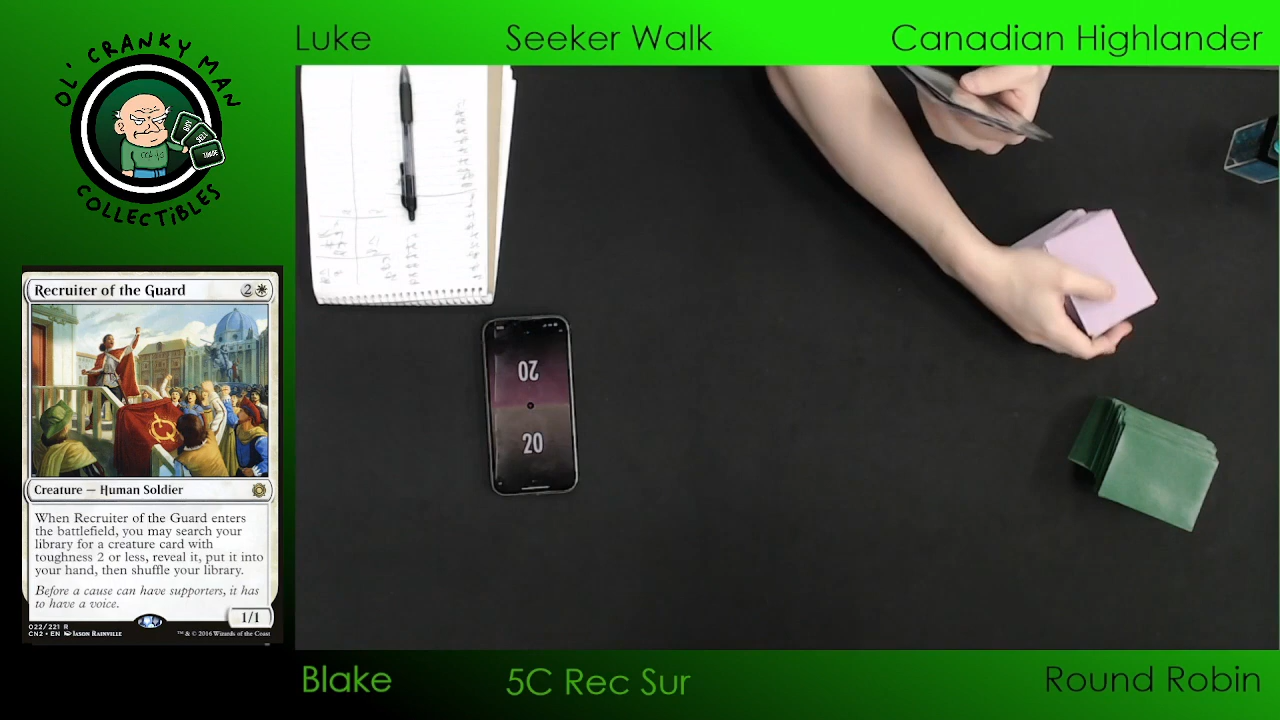 Luke
Seeker Walk
Canadian Highlander
OL' CRANKY MAN
COLLECTIBLES
BUY
SELL
TRADE
20
20
Recruiter of the Guard 2
Creature — Human Soldier
When Recruiter of the Guard enters
the battlefield, you may search your
library for a creature card with
toughness 2 or less, reveal it, put it into
your hand, then shuffle your library.
Before a cause can have supporters, it has
to have a voice.
1/1
022/221 R
CN2 • EN JASON RAINVILLE
™ & © 2016 Wizards of the Coast
Blake
5C Rec Sur
Round Robin